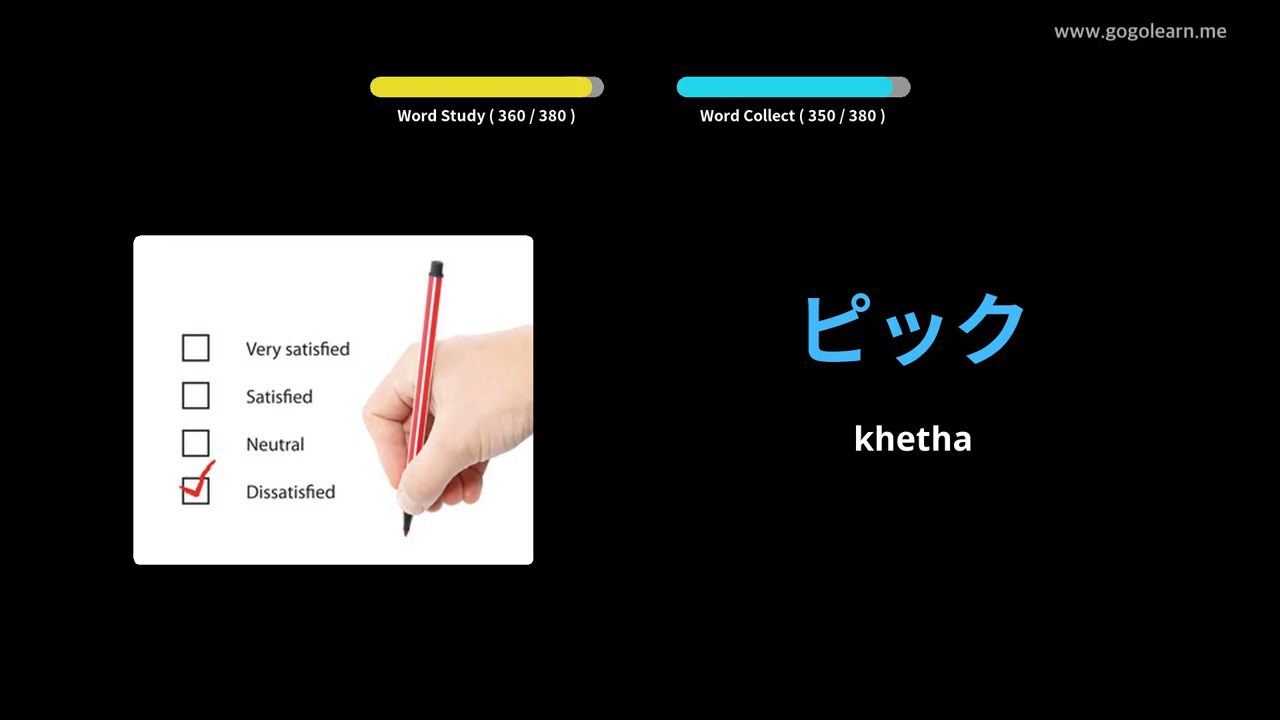 www.gogolearn.me
Word Study ( 360 / 380 )
Word Collect ( 350 / 380 )
Very satisfied
Satisfied
Neutral
Dissatisfied
ピック
khetha